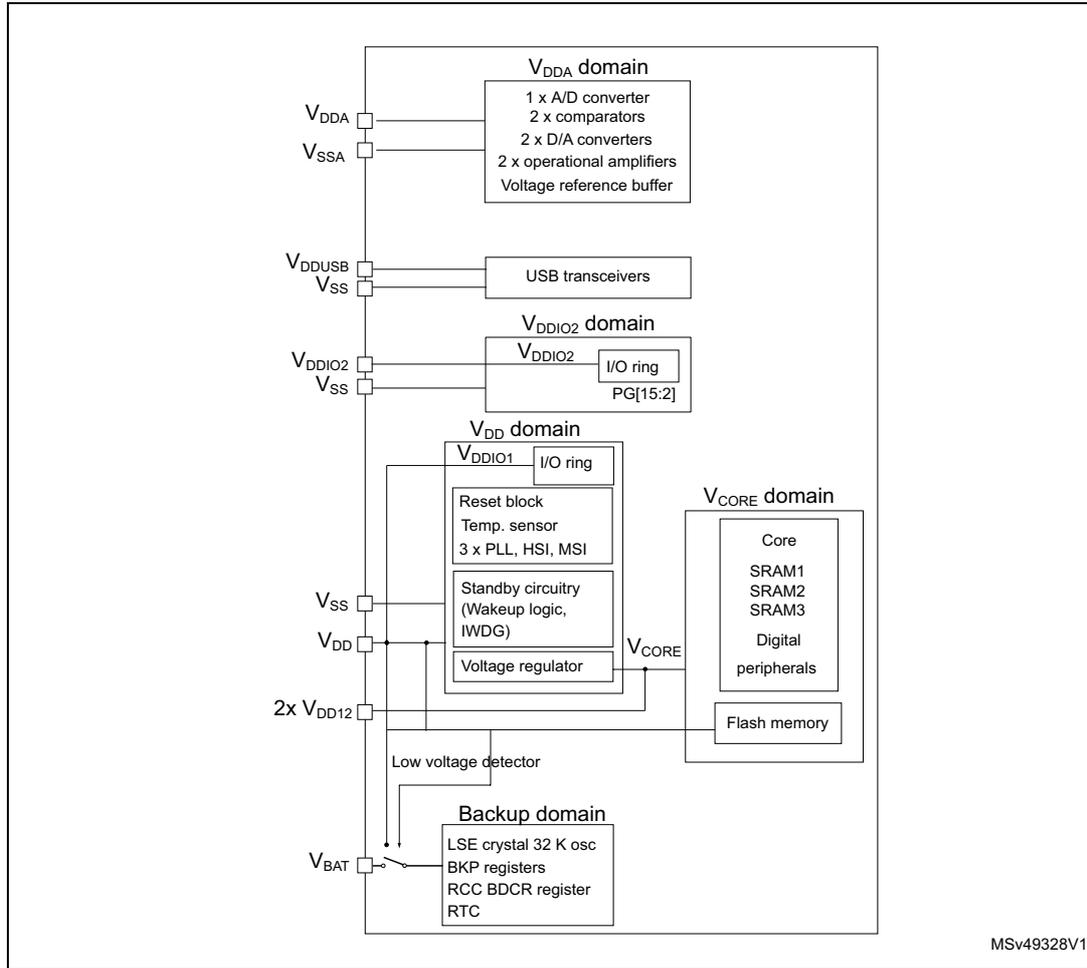 VDDA domain
1 x A/D converter
2 x comparators
2 x D/A converters
2 x operational amplifiers
Voltage reference buffer
VDDA
VSSA
VDDUSB
VSS
USB transceivers
VDDIO2 domain
VDDIO2
VSS
VDDIO2
I/O ring
PG[15:2]
VDD domain
VDDIO1
I/O ring
Reset block
Temp. sensor
3 x PLL, HSI, MSI
Standby circuitry
(Wakeup logic,
IWDG)
Voltage regulator
VSS
VDD
2x VDD12
VCORE
VCORE domain
Core
SRAM1
SRAM2
SRAM3
Digital
peripherals
Flash memory
Low voltage detector
Backup domain
LSE crystal 32 K osc
BKP registers
RCC BDCR register
RTC
VBAT
MSv49328V1